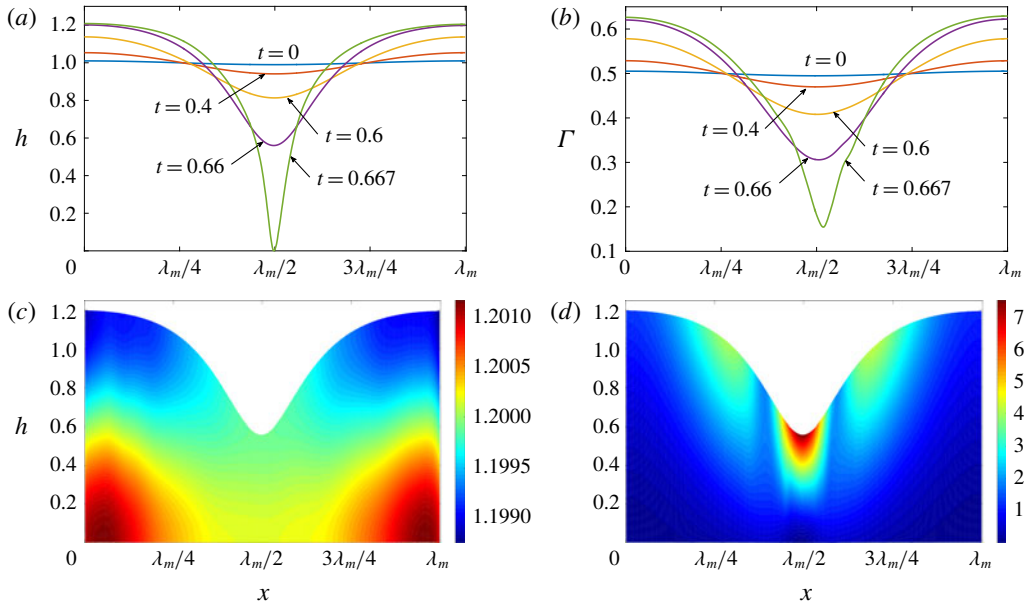 (a)
(b)
h
1.2
1.0
0.8
0.6
0.4
0.2
0
t = 0
t = 0.4
t = 0.6
t = 0.66
t = 0.667
λm/4
λm/2
3λm/4
λm
Γ
0.6
0.5
0.4
0.3
0.2
0.1
0
t = 0
t = 0.4
t = 0.6
t = 0.66
t = 0.667
λm/4
λm/2
3λm/4
λm
(c)
(d)
h
1.2
1.0
0.8
0.6
0.4
0.2
0
λm/4
λm/2
3λm/4
λm
x
1.2010
1.2005
1.2000
1.1995
1.1990
1.2
1.0
0.8
0.6
0.4
0.2
0
λm/4
λm/2
3λm/4
λm
x
7
6
5
4
3
2
1